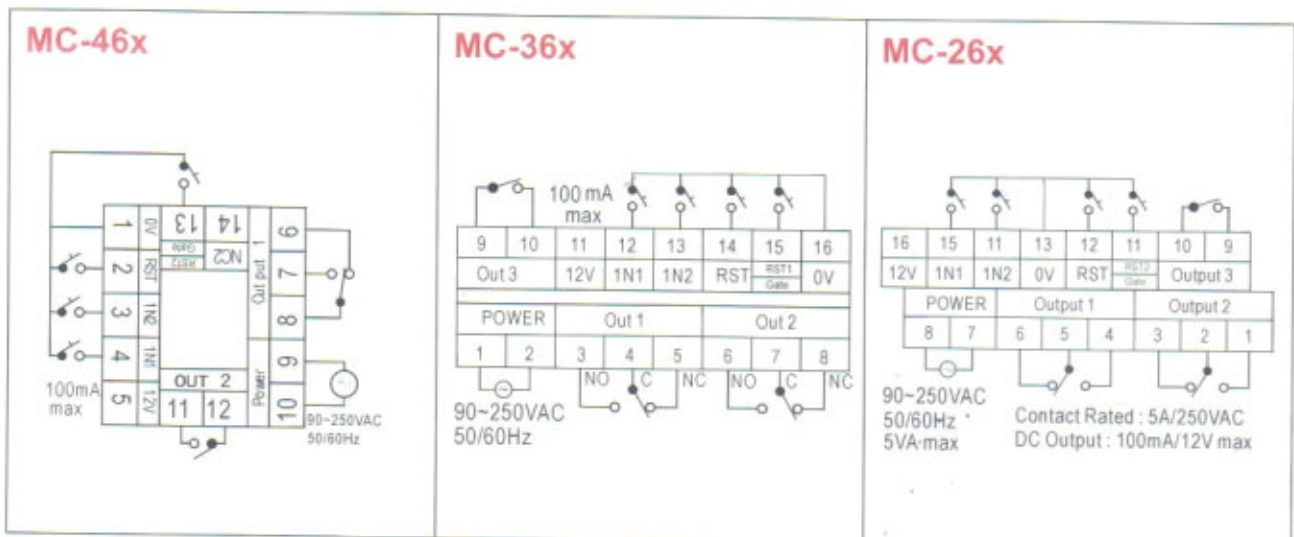 MC-46x
1 0V
13 14
RST2
Gate
NC2
2 RST
3 1N2
4 1N1
5 12V
100mA
max
Output 1
6
7
8
Power
9
10
OUT 2
11 12
90~250VAC
50/60Hz
MC-36x
100 mA
max
9 10 11 12 13 14 15 16
Out 3 12V 1N1 1N2 RST RST1 0V
Gate
POWER Out 1 Out 2
1 2 3 4 5 6 7 8
NO C NC NO C NC
90~250VAC
50/60Hz
MC-26x
16 15 11 13 12 11 10 9
12V 1N1 1N2 0V RST RST2 Output 3
Gate
POWER Output 1 Output 2
8 7 6 5 4 3 2 1
90~250VAC
50/60Hz
5VA·max
Contact Rated : 5A/250VAC
DC Output : 100mA/12V max